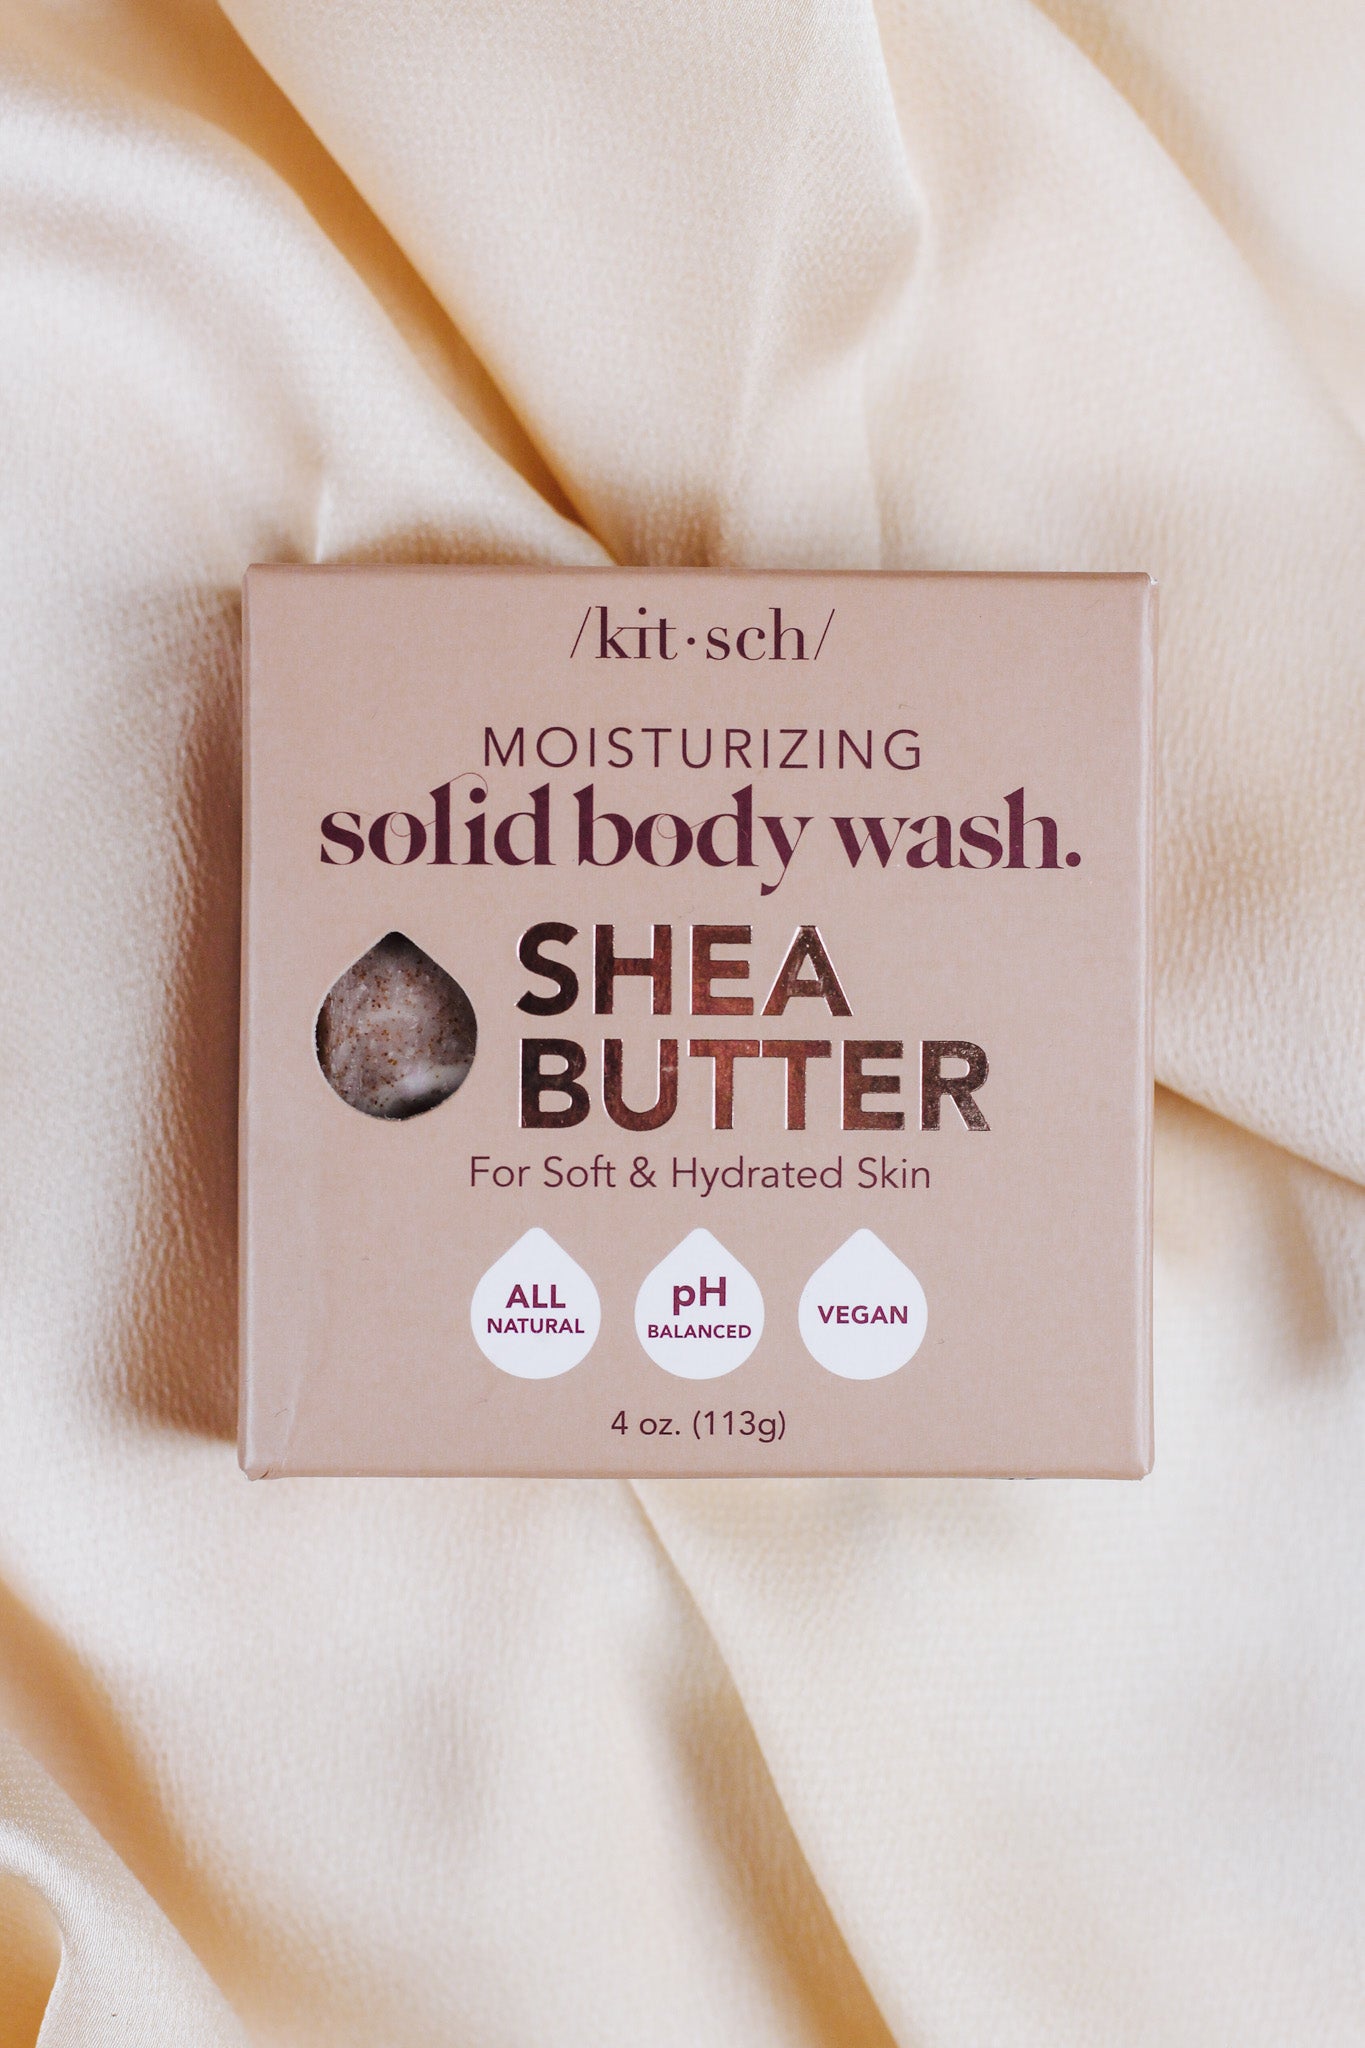 /kit·sch/
MOISTURIZING
solid body wash.
SHEA
BUTTER
For Soft & Hydrated Skin
ALL
NATURAL
pH
BALANCED
VEGAN
4 oz. (113g)